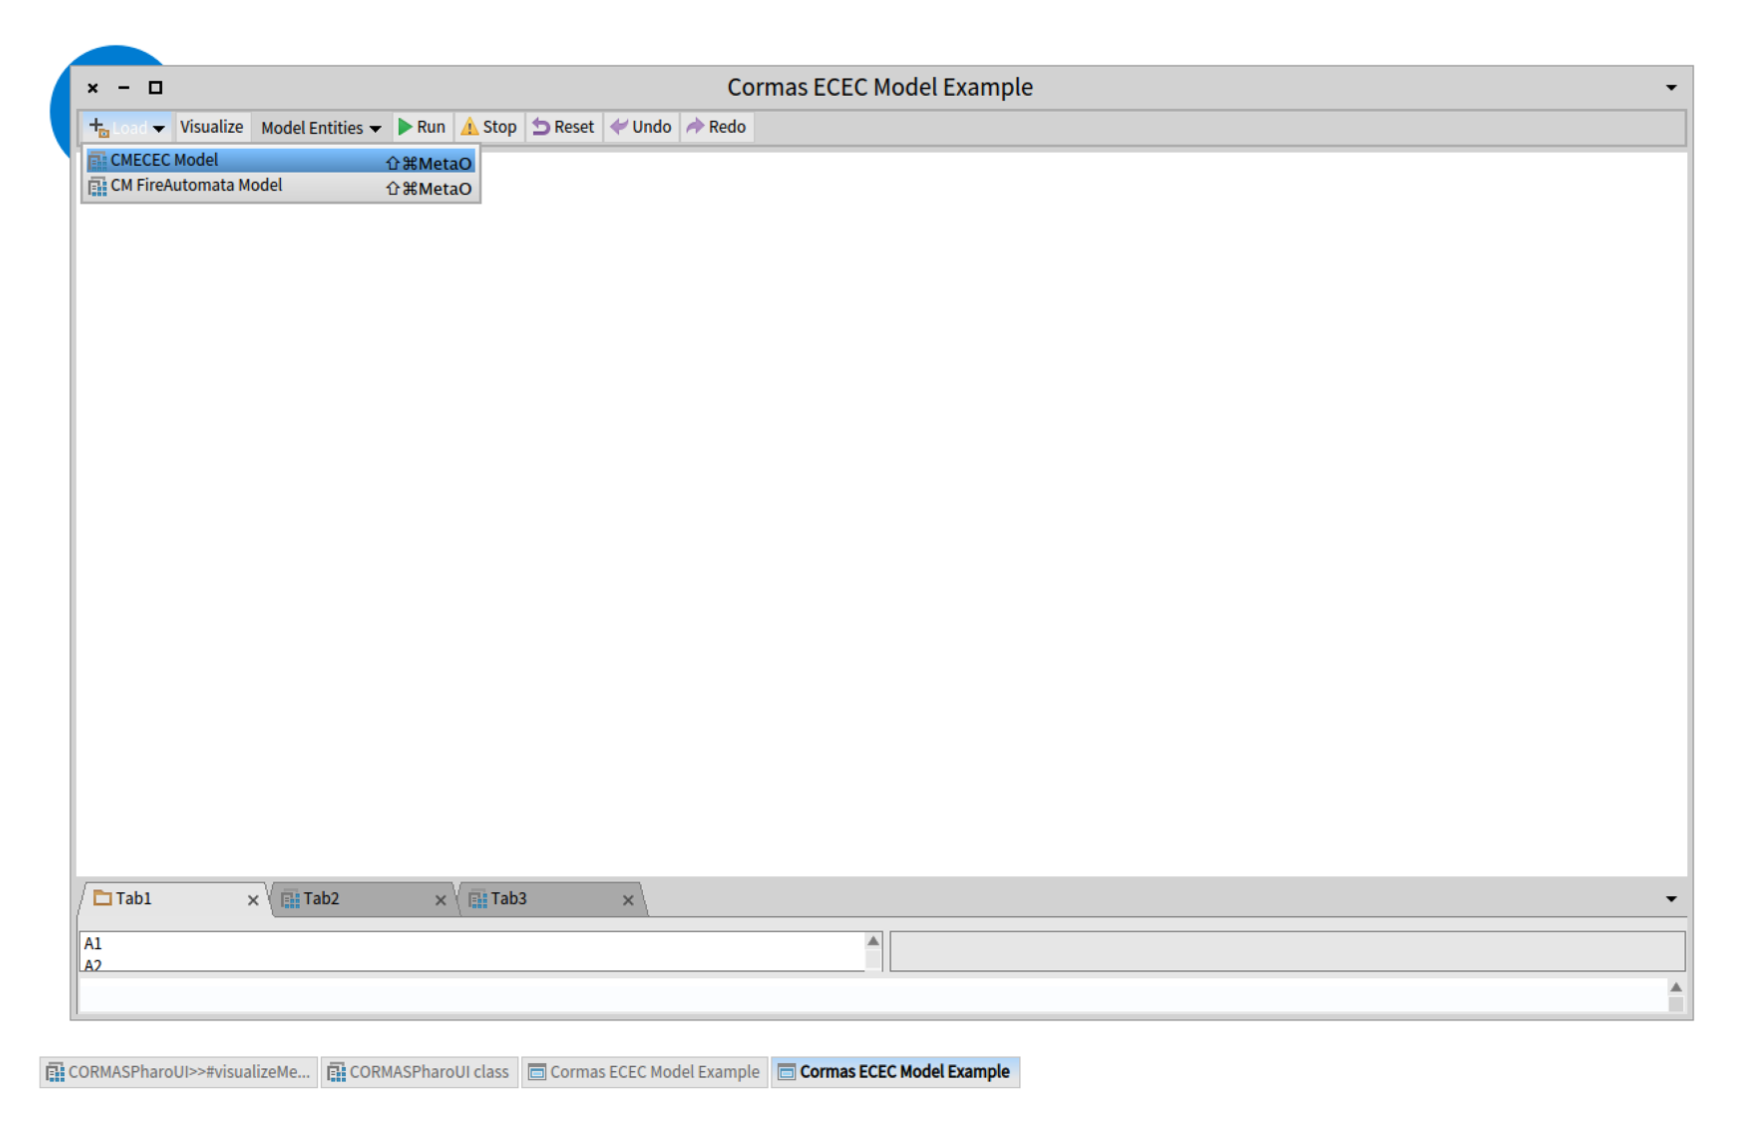 Cormas ECEC Model Example
Load Visualize Model Entities Run Stop Reset Undo Redo
CMECEC Model ⇧⌘MetaO
CM FireAutomata Model ⇧⌘MetaO
Tab1 Tab2 Tab3
A1
A2
CORMASPharoUI>>#visualizeMe... CORMASPharoUI class Cormas ECEC Model Example Cormas ECEC Model Example